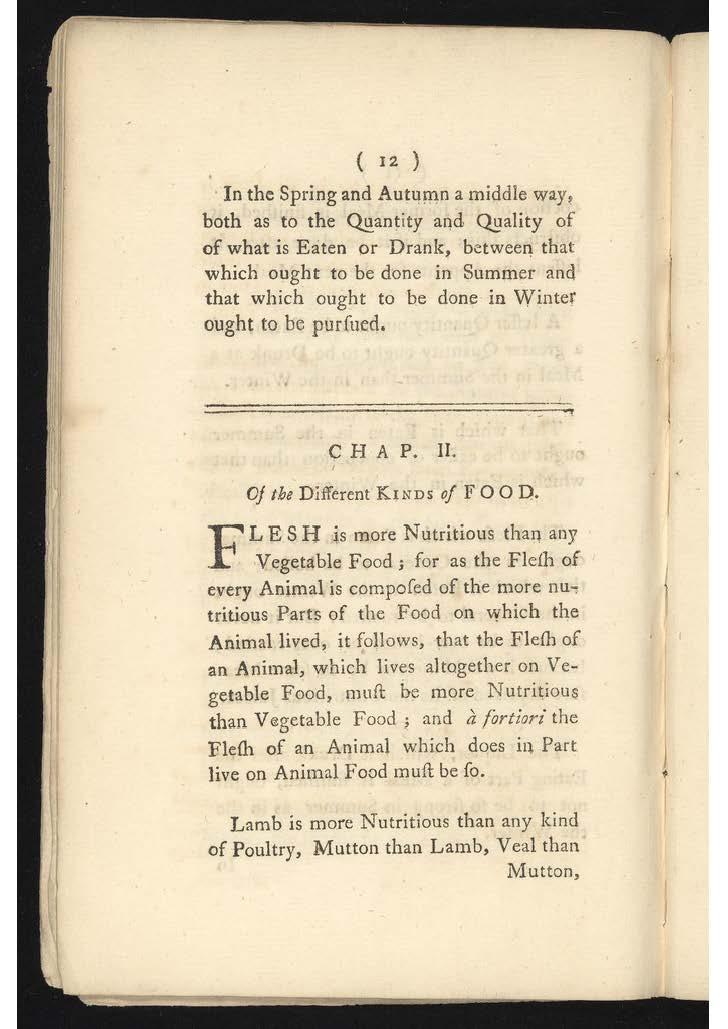 ( 12 )
In the Spring and Autumn a middle way,
both as to the Quantity and Quality of
of what is Eaten or Drank, between that
which ought to be done in Summer and
that which ought to be done in Winter
ought to be purſued.
CHAP. II.
Of the Different KINDS of FOOD.
FLESH is more Nutritious than any
Vegetable Food ; for as the Fleſh of
every Animal is compoſed of the more nu-
tritious Parts of the Food on which the
Animal lived, it follows, that the Fleſh of
an Animal, which lives altogether on Ve-
getable Food, muſt be more Nutritious
than Vegetable Food ; and à fortiori the
Fleſh of an Animal which does in Part
live on Animal Food muſt be ſo.
Lamb is more Nutritious than any kind
of Poultry, Mutton than Lamb, Veal than
Mutton,